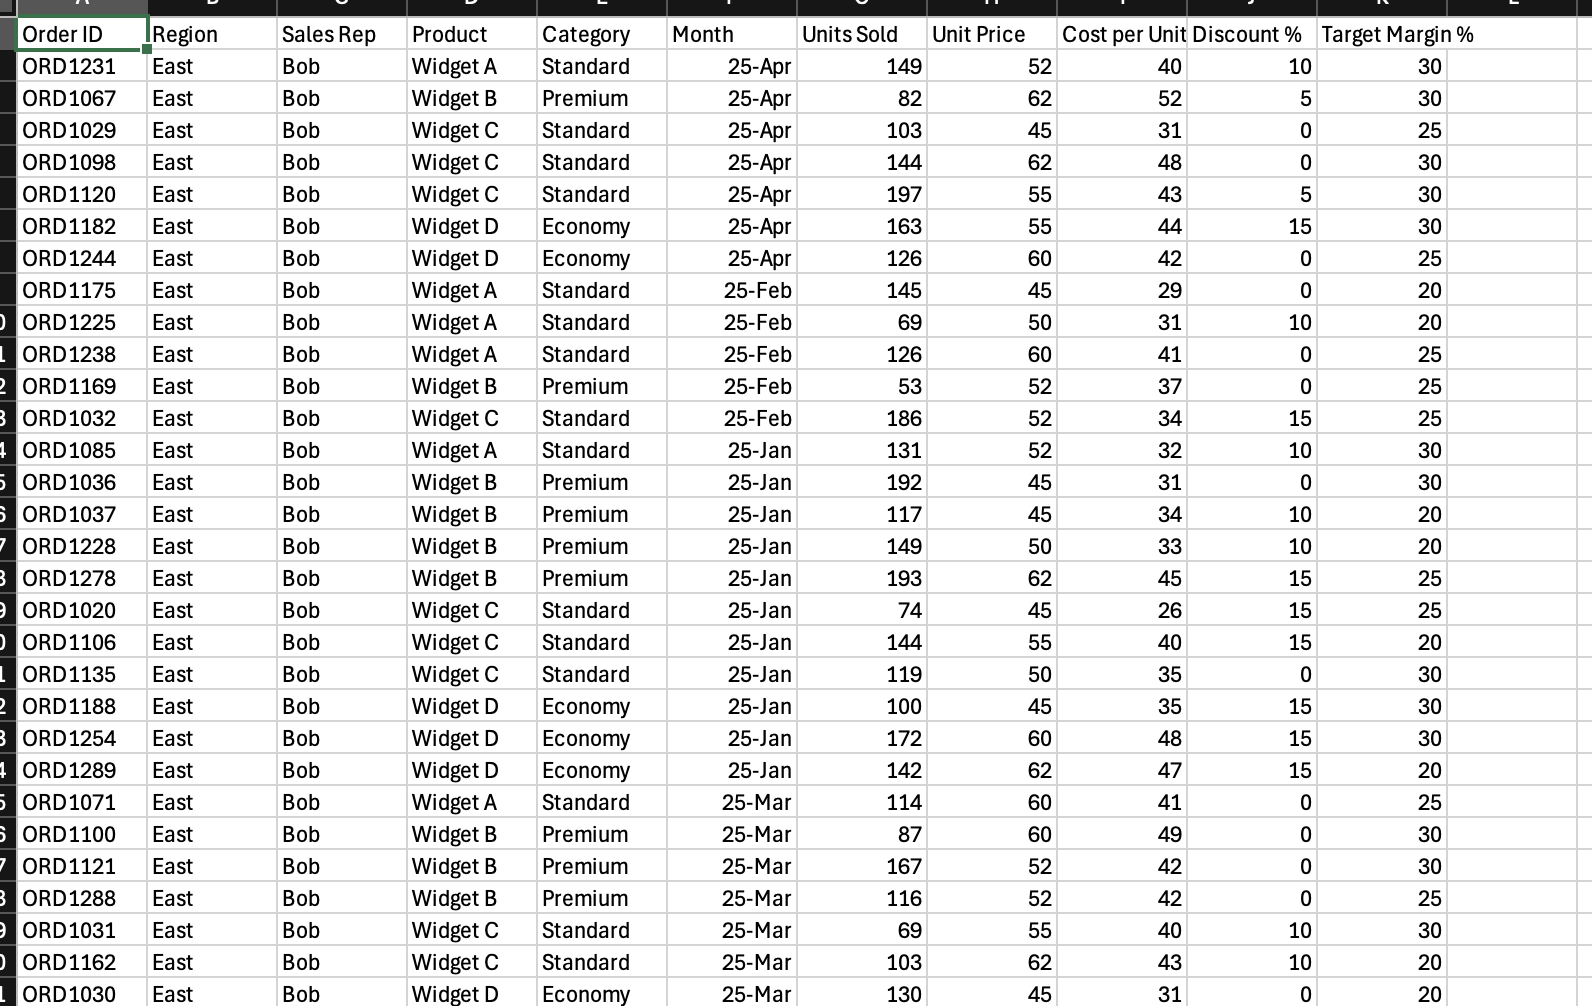 Order ID Region Sales Rep Product Category Month Units Sold Unit Price Cost per Unit Discount % Target Margin %
ORD1231 East Bob Widget A Standard 25-Apr 149 52 40 10 30
ORD1067 East Bob Widget B Premium 25-Apr 82 62 52 5 30
ORD1029 East Bob Widget C Standard 25-Apr 103 45 31 0 25
ORD1098 East Bob Widget C Standard 25-Apr 144 62 48 0 30
ORD1120 East Bob Widget C Standard 25-Apr 197 55 43 5 30
ORD1182 East Bob Widget D Economy 25-Apr 163 55 44 15 30
ORD1244 East Bob Widget D Economy 25-Apr 126 60 42 0 25
ORD1175 East Bob Widget A Standard 25-Feb 145 45 29 0 20
ORD1225 East Bob Widget A Standard 25-Feb 69 50 31 10 20
ORD1238 East Bob Widget A Standard 25-Feb 126 60 41 0 25
ORD1169 East Bob Widget B Premium 25-Feb 53 52 37 0 25
ORD1032 East Bob Widget C Standard 25-Feb 186 52 34 15 25
ORD1085 East Bob Widget A Standard 25-Jan 131 52 32 10 30
ORD1036 East Bob Widget B Premium 25-Jan 192 45 31 0 30
ORD1037 East Bob Widget B Premium 25-Jan 117 45 34 10 20
ORD1228 East Bob Widget B Premium 25-Jan 149 50 33 10 20
ORD1278 East Bob Widget B Premium 25-Jan 193 62 45 15 25
ORD1020 East Bob Widget C Standard 25-Jan 74 45 26 15 25
ORD1106 East Bob Widget C Standard 25-Jan 144 55 40 15 20
ORD1135 East Bob Widget C Standard 25-Jan 119 50 35 0 30
ORD1188 East Bob Widget D Economy 25-Jan 100 45 35 15 30
ORD1254 East Bob Widget D Economy 25-Jan 172 60 48 15 30
ORD1289 East Bob Widget D Economy 25-Jan 142 62 47 15 20
ORD1071 East Bob Widget A Standard 25-Mar 114 60 41 0 25
ORD1100 East Bob Widget B Premium 25-Mar 87 60 49 0 30
ORD1121 East Bob Widget B Premium 25-Mar 167 52 42 0 30
ORD1288 East Bob Widget B Premium 25-Mar 116 52 42 0 25
ORD1031 East Bob Widget C Standard 25-Mar 69 55 40 10 30
ORD1162 East Bob Widget C Standard 25-Mar 103 62 43 10 20
ORD1030 East Bob Widget D Economy 25-Mar 130 45 31 0 20